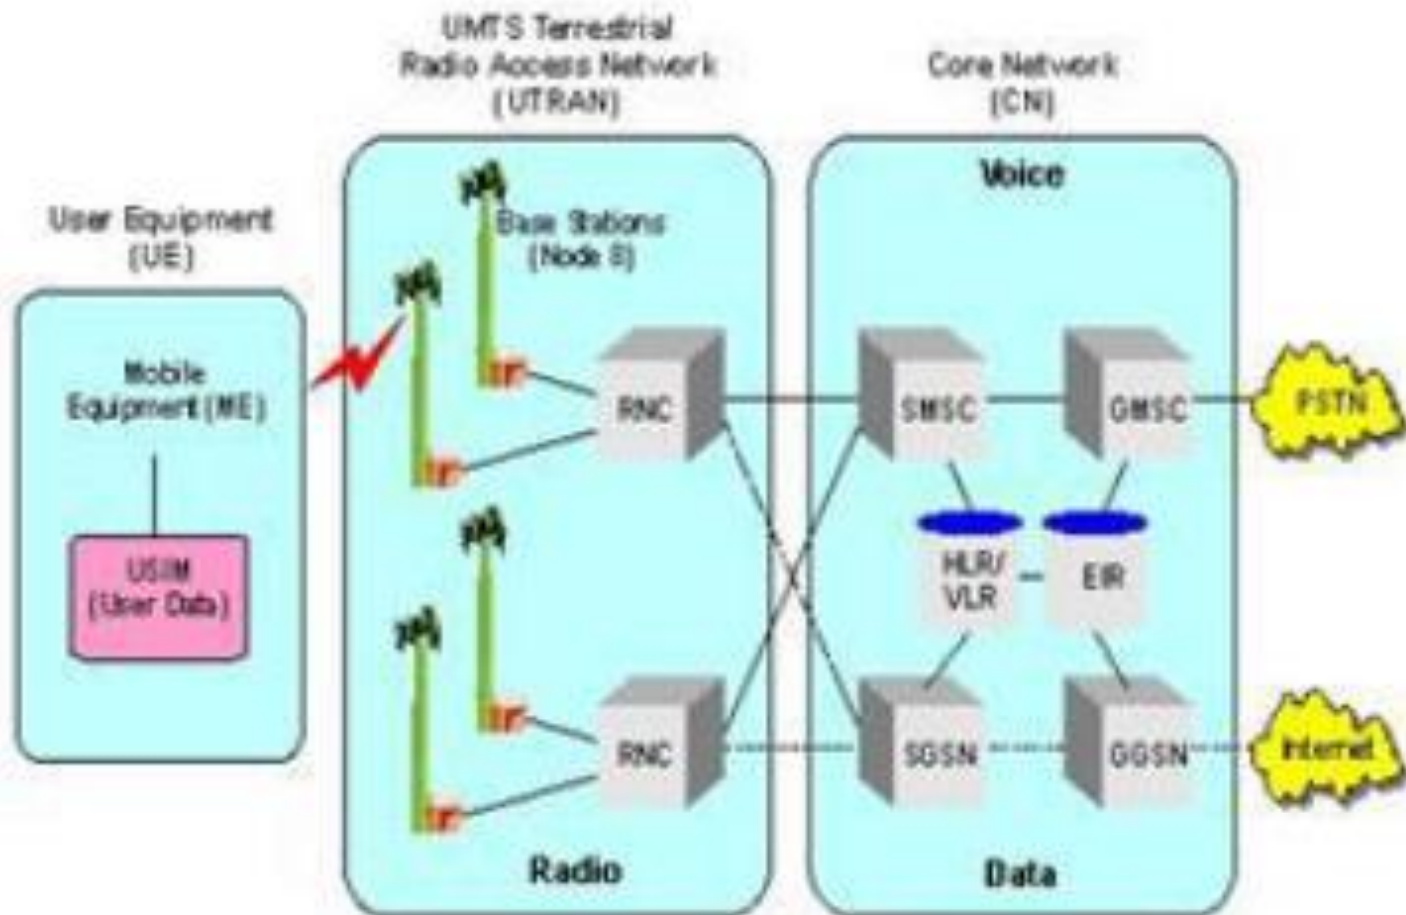 UMTS Terrestrial
Radio Access Network
(UTRAN)
Core Network
(CN)
User Equipment
(UE)
Mobile
Equipment (ME)
USIM
(User Data)
Base Stations
(Node B)
RNC
RNC
Radio
Voice
SMSC
GMSC
HLR/
VLR
EIR
SGSN
GGSN
Data
PSTN
Internet